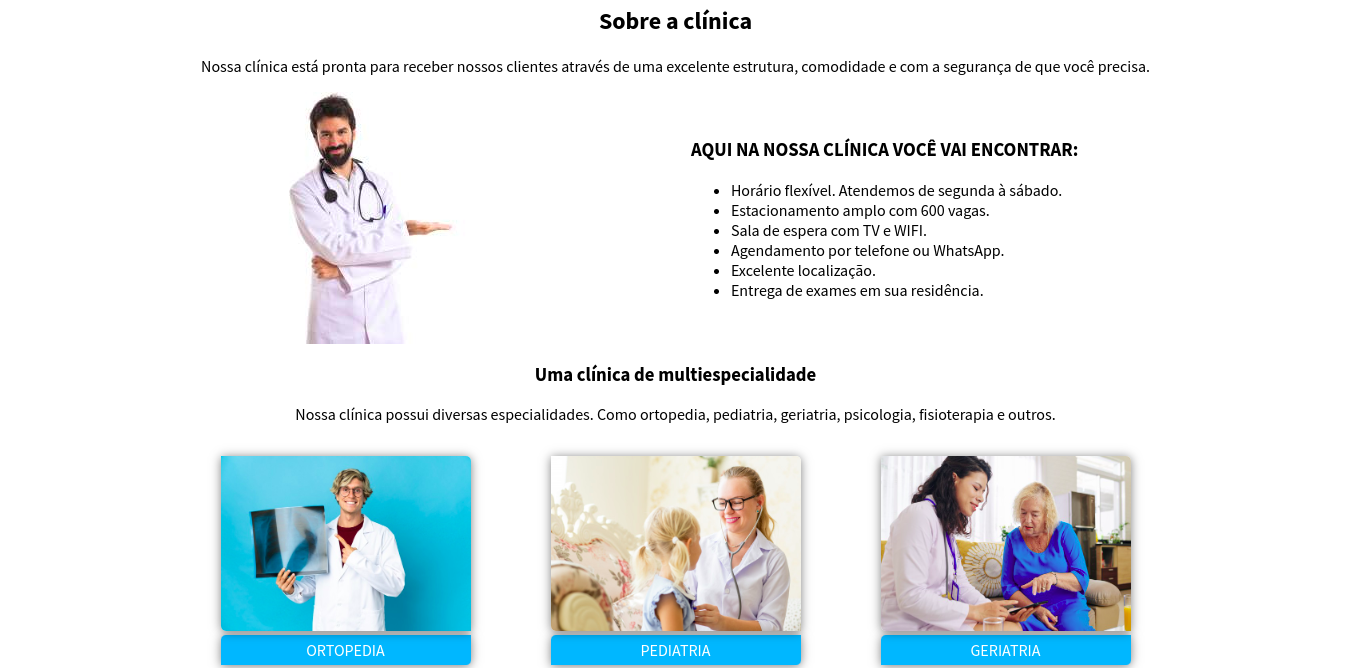 Sobre a clínica
Nossa clínica está pronta para receber nossos clientes através de uma excelente estrutura, comodidade e com a segurança de que você precisa.
AQUI NA NOSSA CLÍNICA VOCÊ VAI ENCONTRAR:
Horário flexível. Atendemos de segunda à sábado.
Estacionamento amplo com 600 vagas.
Sala de espera com TV e WIFI.
Agendamento por telefone ou WhatsApp.
Excelente localização.
Entrega de exames em sua residência.
Uma clínica de multiespecialidade
Nossa clínica possui diversas especialidades. Como ortopedia, pediatria, geriatria, psicologia, fisioterapia e outros.
ORTOPEDIA
PEDIATRIA
GERIATRIA